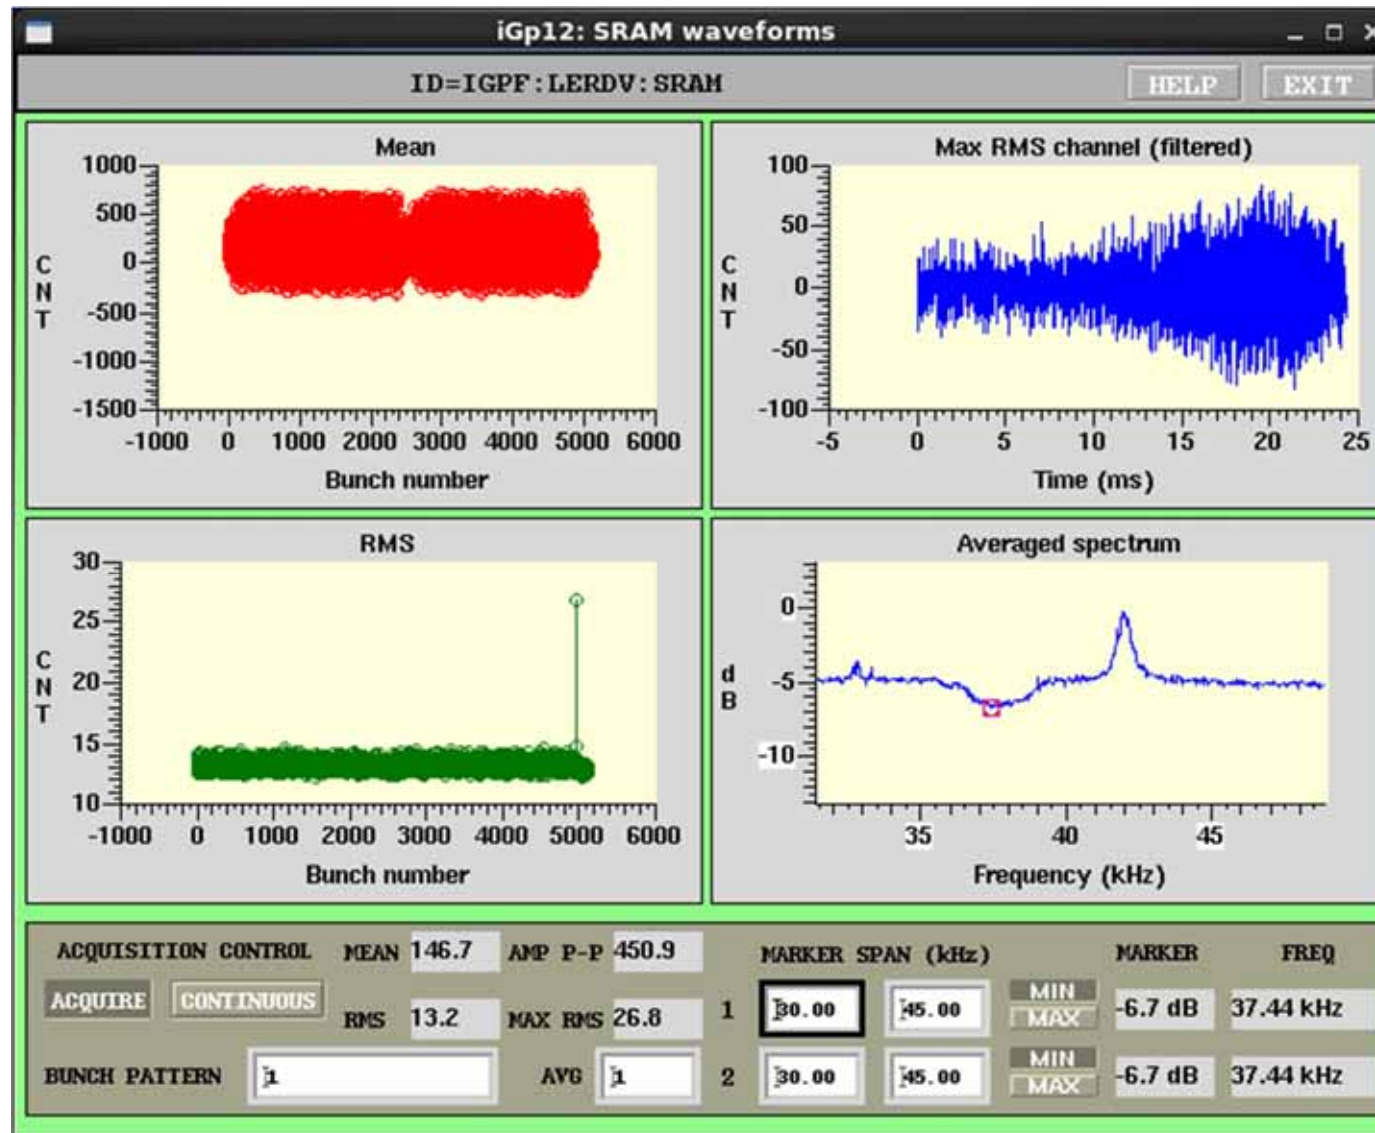 iGp12: SRAM waveforms
ID=IGPF:LERDV:SRAM
HELP
EXIT
Mean
1000
500
0
-500
-1000
-1500
CNT
-1000 0 1000 2000 3000 4000 5000 6000
Bunch number
Max RMS channel (filtered)
100
50
0
-50
-100
CNT
-5 0 5 10 15 20 25
Time (ms)
RMS
30
25
20
15
10
CNT
-1000 0 1000 2000 3000 4000 5000 6000
Bunch number
Averaged spectrum
0
-5
-10
dB
35 40 45
Frequency (kHz)
ACQUISITION CONTROL MEAN 146.7 AMP P-P 450.9 MARKER SPAN (kHz) MARKER FREQ
ACQUIRE CONTINUOUS RMS 13.2 MAX RMS 26.8 1 30.00 45.00 MIN MAX -6.7 dB 37.44 kHz
BUNCH PATTERN 1 AVG 1 2 30.00 45.00 MIN MAX -6.7 dB 37.44 kHz